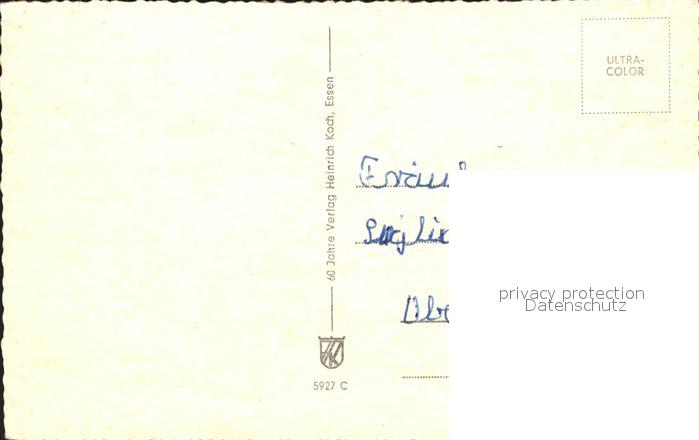 ULTRA-
COLOR
60 Jahre Verlag Heinrich Koch, Essen
privacy protection
Datenschutz
5927 C